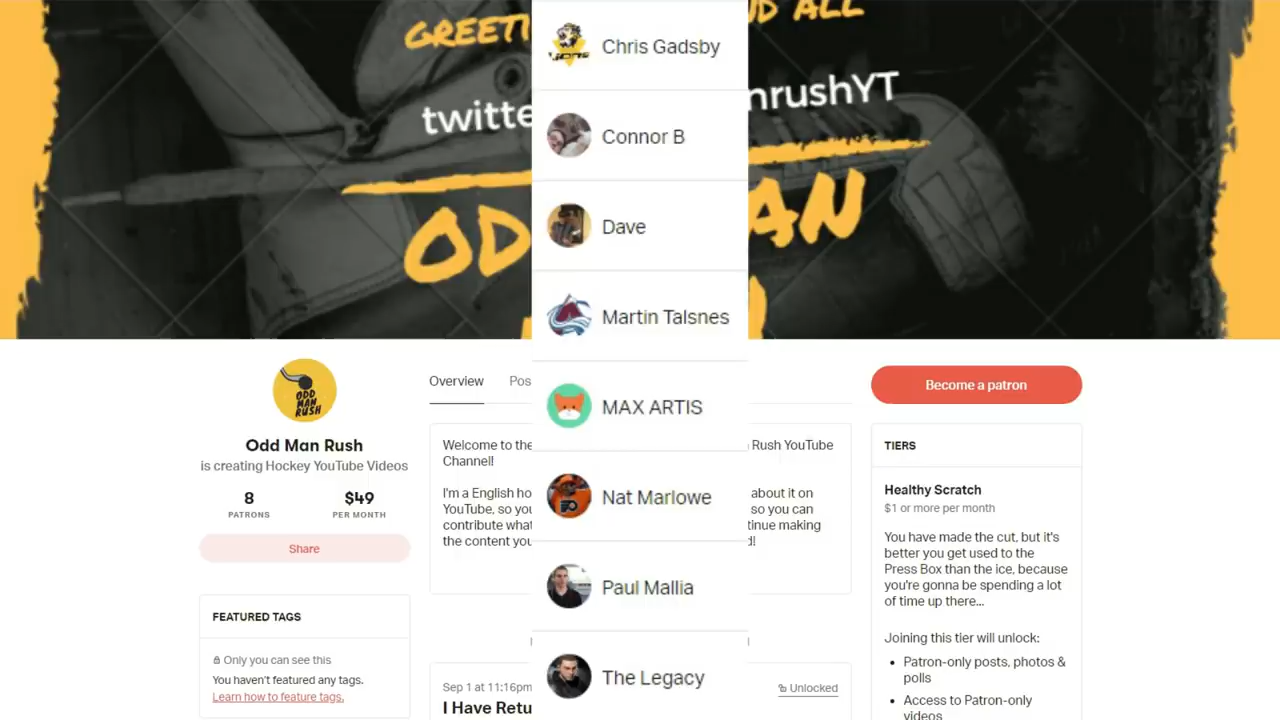 GREETI
ND ALL
twitte
nrushYT
OD
AN
Chris Gadsby
Connor B
Dave
Martin Talsnes
MAX ARTIS
Nat Marlowe
Paul Mallia
The Legacy
ODD
MAN
RUSH
Odd Man Rush
is creating Hockey YouTube Videos
8
PATRONS
$49
PER MONTH
Share
FEATURED TAGS
Only you can see this
You haven't featured any tags.
Learn how to feature tags.
Overview
Pos
Welcome to the
Rush YouTube
Channel!
I'm a English ho
about it on
YouTube, so you
so you can
contribute what
tinue making
the content you
d!
Sep 1 at 11:16pm
Unlocked
I Have Retu
Become a patron
TIERS
Healthy Scratch
$1 or more per month
You have made the cut, but it's
better you get used to the
Press Box than the ice, because
you're gonna be spending a lot
of time up there...
Joining this tier will unlock:
• Patron-only posts, photos &
polls
• Access to Patron-only
videos